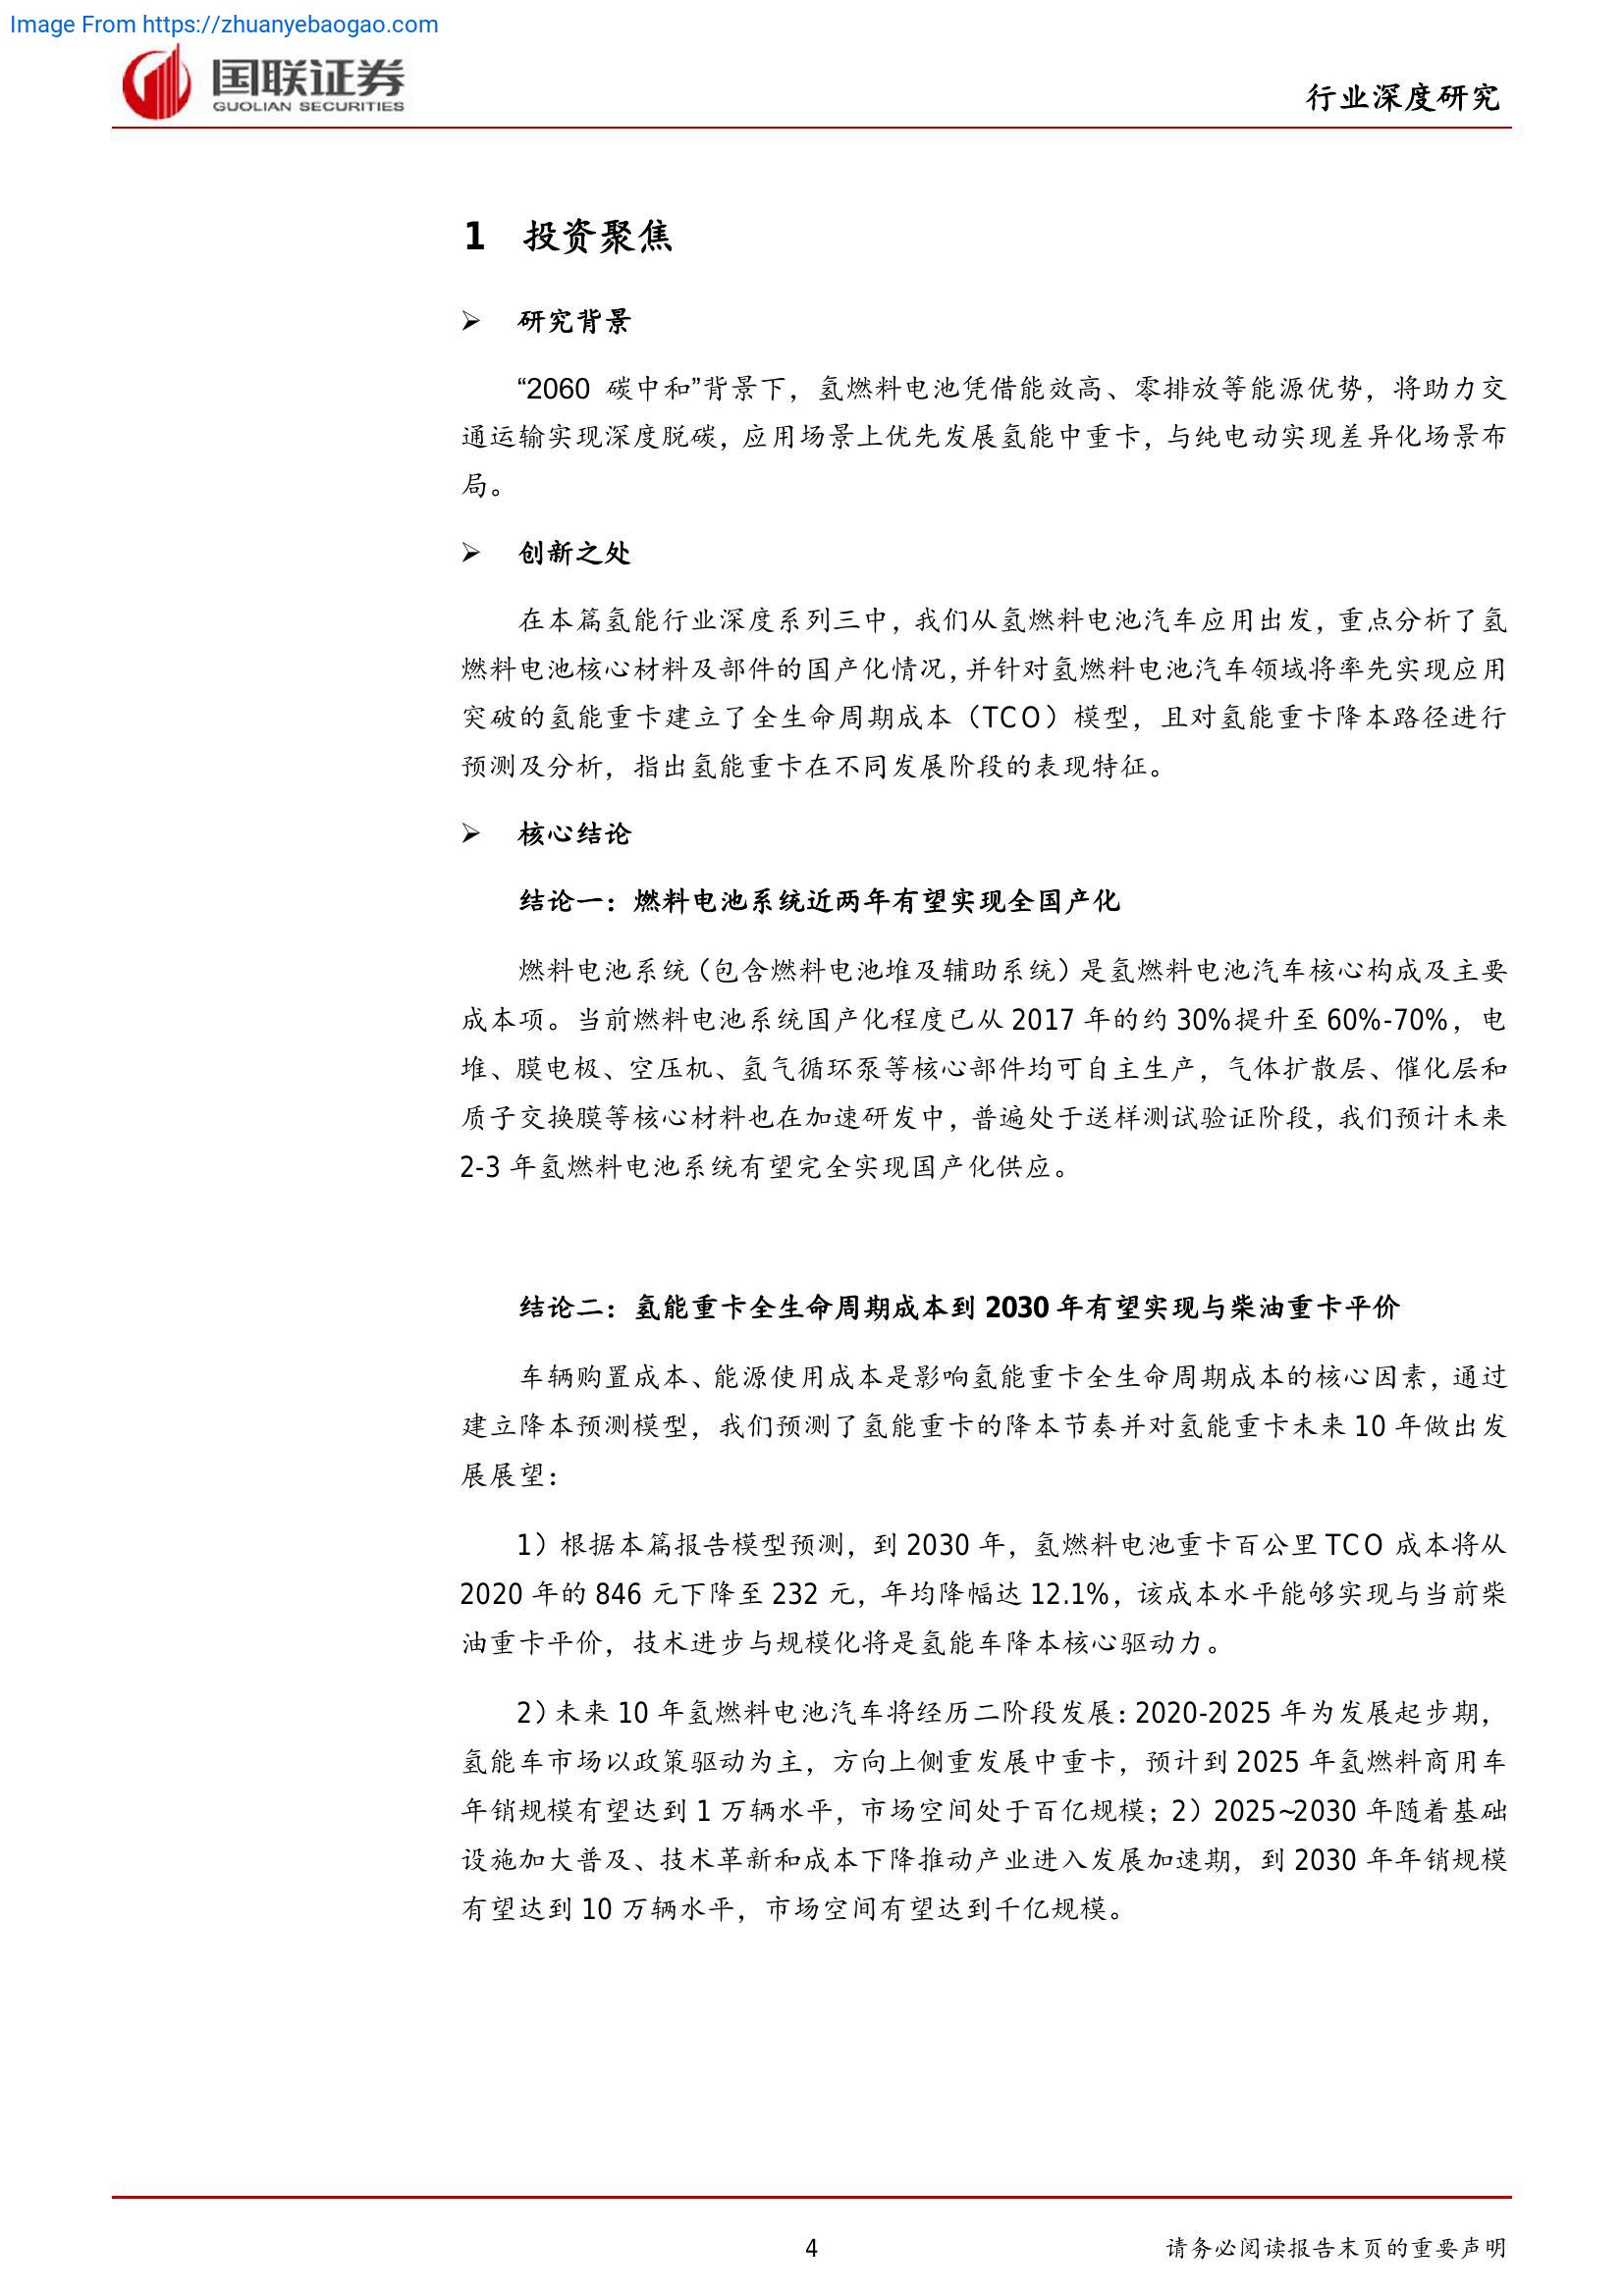 Image From https://zhuanyebaogao.com
国联证券
GUOLIAN SECURITIES
行业深度研究
1 投资聚焦
➢ 研究背景
“2060 碳中和”背景下，氢燃料电池凭借能效高、零排放等能源优势，将助力交
通运输实现深度脱碳，应用场景上优先发展氢能中重卡，与纯电动实现差异化场景布
局。
➢ 创新之处
在本篇氢能行业深度系列三中，我们从氢燃料电池汽车应用出发，重点分析了氢
燃料电池核心材料及部件的国产化情况，并针对氢燃料电池汽车领域将率先实现应用
突破的氢能重卡建立了全生命周期成本（TCO）模型，且对氢能重卡降本路径进行
预测及分析，指出氢能重卡在不同发展阶段的表现特征。
➢ 核心结论
结论一：燃料电池系统近两年有望实现全国产化
燃料电池系统（包含燃料电池堆及辅助系统）是氢燃料电池汽车核心构成及主要
成本项。当前燃料电池系统国产化程度已从 2017 年的约 30%提升至 60%-70%，电
堆、膜电极、空压机、氢气循环泵等核心部件均可自主生产，气体扩散层、催化层和
质子交换膜等核心材料也在加速研发中，普遍处于送样测试验证阶段，我们预计未来
2-3 年氢燃料电池系统有望完全实现国产化供应。
结论二：氢能重卡全生命周期成本到 2030 年有望实现与柴油重卡平价
车辆购置成本、能源使用成本是影响氢能重卡全生命周期成本的核心因素，通过
建立降本预测模型，我们预测了氢能重卡的降本节奏并对氢能重卡未来 10 年做出发
展展望：
1）根据本篇报告模型预测，到 2030 年，氢燃料电池重卡百公里 TCO 成本将从
2020 年的 846 元下降至 232 元，年均降幅达 12.1%，该成本水平能够实现与当前柴
油重卡平价，技术进步与规模化将是氢能车降本核心驱动力。
2）未来 10 年氢燃料电池汽车将经历二阶段发展：2020-2025 年为发展起步期，
氢能车市场以政策驱动为主，方向上侧重发展中重卡，预计到 2025 年氢燃料商用车
年销规模有望达到 1 万辆水平，市场空间处于百亿规模；2）2025~2030 年随着基础
设施加大普及、技术革新和成本下降推动产业进入发展加速期，到 2030 年年销规模
有望达到 10 万辆水平，市场空间有望达到千亿规模。
4
请务必阅读报告末页的重要声明